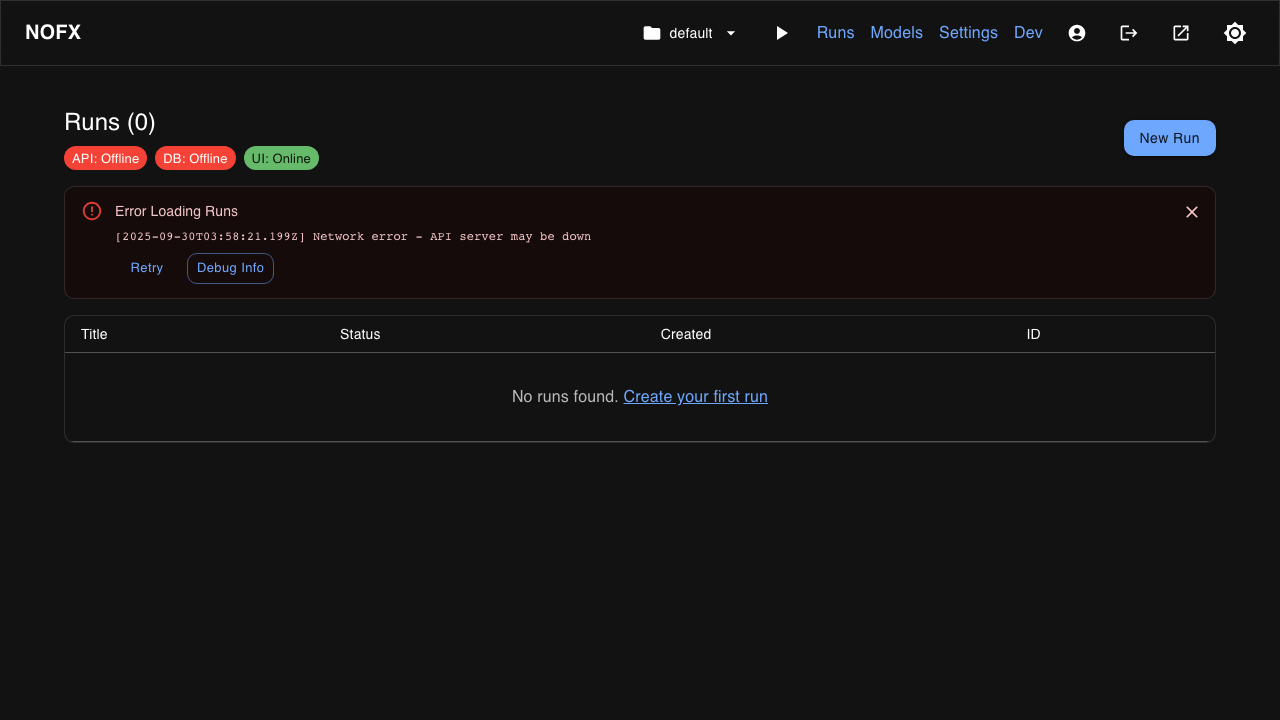 NOFX
default
Runs Models Settings Dev
Runs (0)
API: Offline DB: Offline UI: Online
New Run
Error Loading Runs
[2025-09-30T03:58:21.199Z] Network error - API server may be down
Retry Debug Info
Title Status Created ID
No runs found. Create your first run